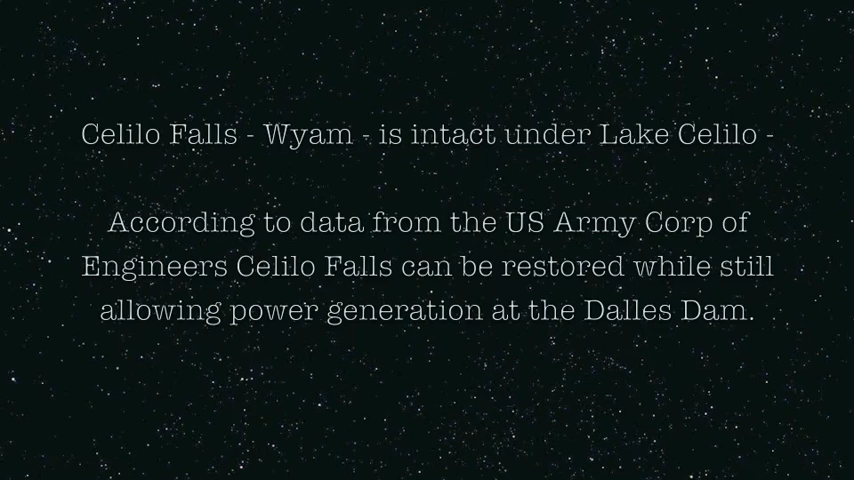 Celilo Falls - Wyam - is intact under Lake Celilo -
According to data from the US Army Corp of
Engineers Celilo Falls can be restored while still
allowing power generation at the Dalles Dam.